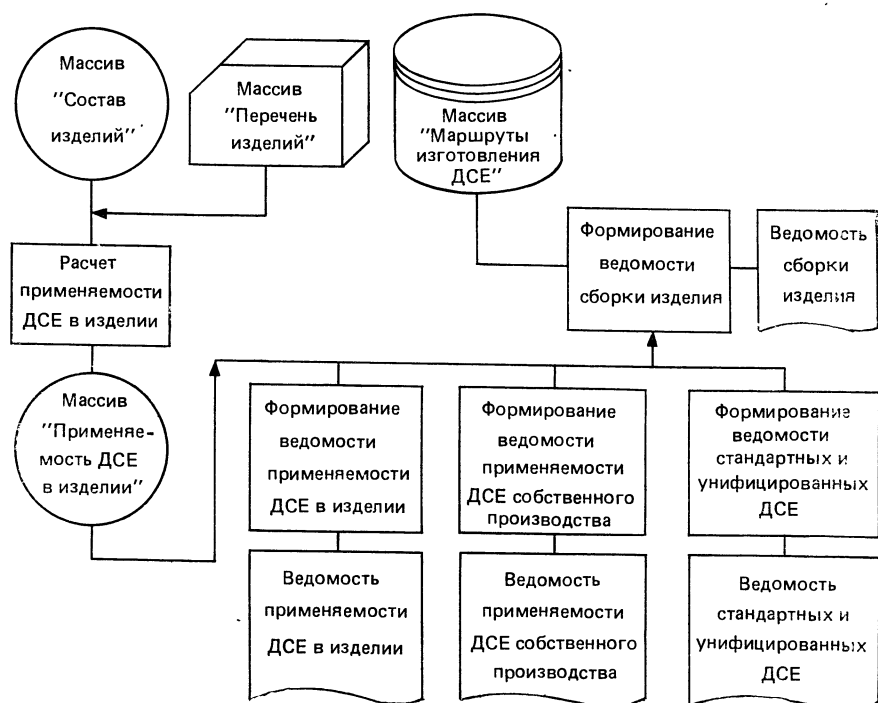 Массив
"Состав
изделий"
Массив
"Перечень
изделий"
Массив
"Маршруты
изготовления
ДСЕ"
Формирование
ведомости
сборки изделия
Ведомость
сборки
изделия
Расчет
применяемости
ДСЕ в изделии
Массив
"Применяе-
мость ДСЕ
в изделии"
Формирование
ведомости
применяемости
ДСЕ в изделии
Формирование
ведомости
применяемости
ДСЕ собственного
производства
Формирование
ведомости
стандартных и
унифицированных
ДСЕ
Ведомость
применяемости
ДСЕ в изделии
Ведомость
применяемости
ДСЕ собственного
производства
Ведомость
стандартных и
унифицированных
ДСЕ